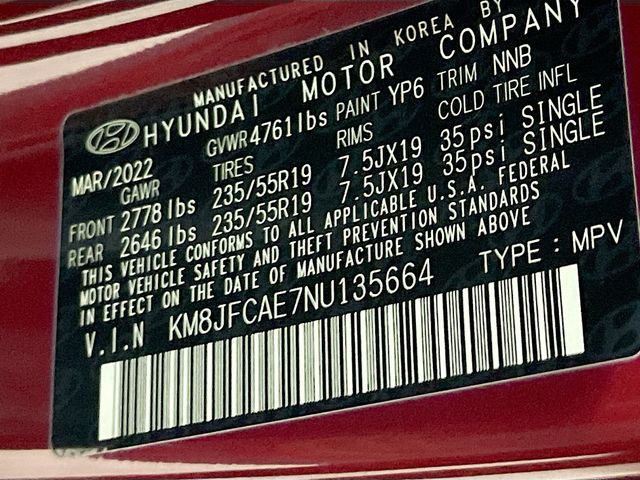 MANUFACTURED IN KOREA BY
HYUNDAI MOTOR COMPANY
MAR/2022 GVWR 4761 lbs PAINT YP6 TRIM NNB
GAWR TIRES RIMS COLD TIRE INFL
FRONT 2778 lbs 235/55R19 7.5JX19 35psi SINGLE
REAR 2646 lbs 235/55R19 7.5JX19 35psi SINGLE
THIS VEHICLE CONFORMS TO ALL APPLICABLE U.S.A. FEDERAL
MOTOR VEHICLE SAFETY AND THEFT PREVENTION STANDARDS
IN EFFECT ON THE DATE OF MANUFACTURE SHOWN ABOVE
V.I.N KM8JFCAE7NU135664 TYPE : MPV